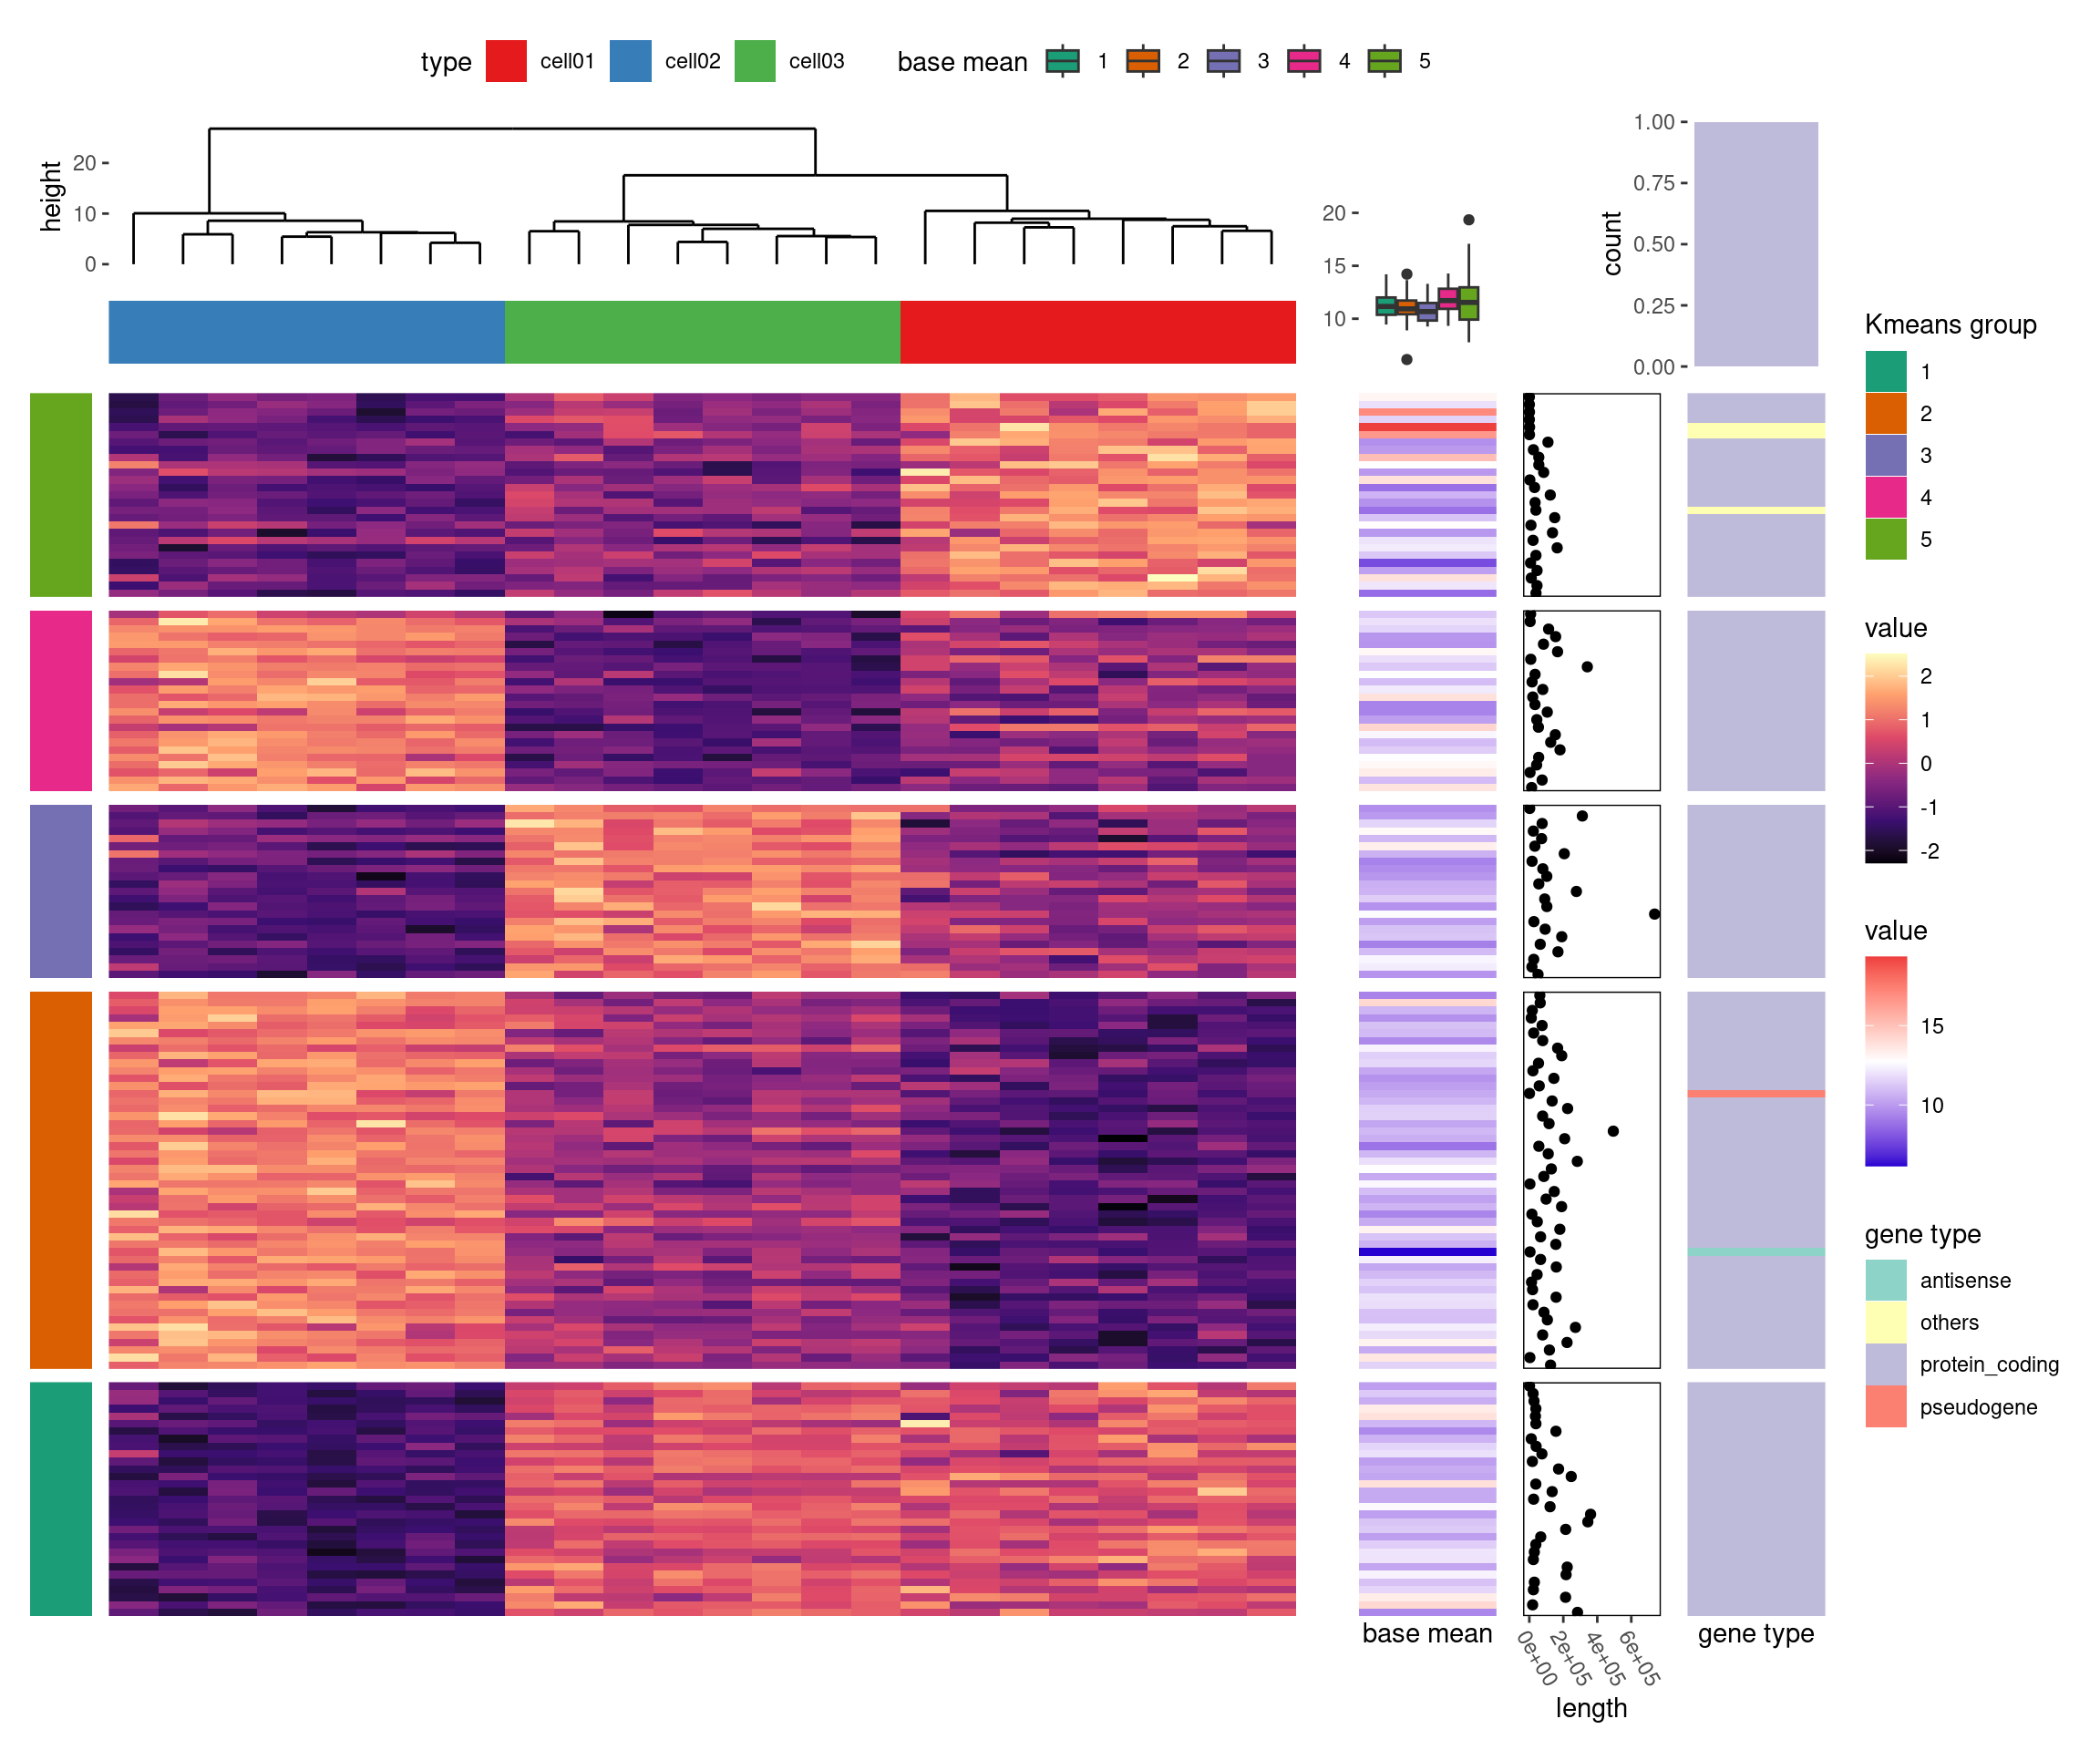 type cell01 cell02 cell03 base mean 1 2 3 4 5
height
20
10
0
20
15
10
count
1.00
0.75
0.50
0.25
0.00
Kmeans group
1
2
3
4
5
value
2
1
0
-1
-2
value
15
10
gene type
antisense
others
protein_coding
pseudogene
base mean
0e+00
2e+05
4e+05
6e+05
length
gene type